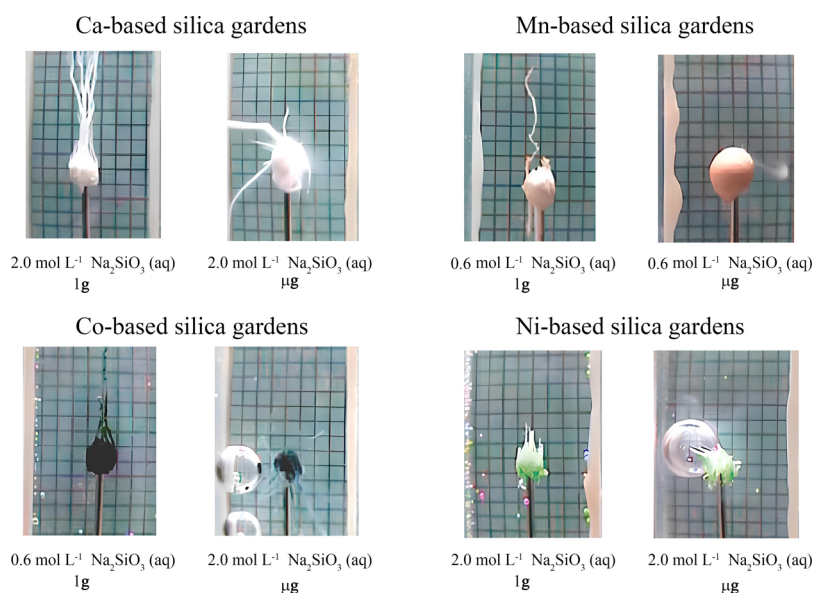 Ca-based silica gardens
Mn-based silica gardens
2.0 mol L⁻¹ Na₂SiO₃ (aq)
1g
2.0 mol L⁻¹ Na₂SiO₃ (aq)
μg
0.6 mol L⁻¹ Na₂SiO₃ (aq)
1g
0.6 mol L⁻¹ Na₂SiO₃ (aq)
μg
Co-based silica gardens
Ni-based silica gardens
0.6 mol L⁻¹ Na₂SiO₃ (aq)
1g
2.0 mol L⁻¹ Na₂SiO₃ (aq)
μg
2.0 mol L⁻¹ Na₂SiO₃ (aq)
1g
2.0 mol L⁻¹ Na₂SiO₃ (aq)
μg